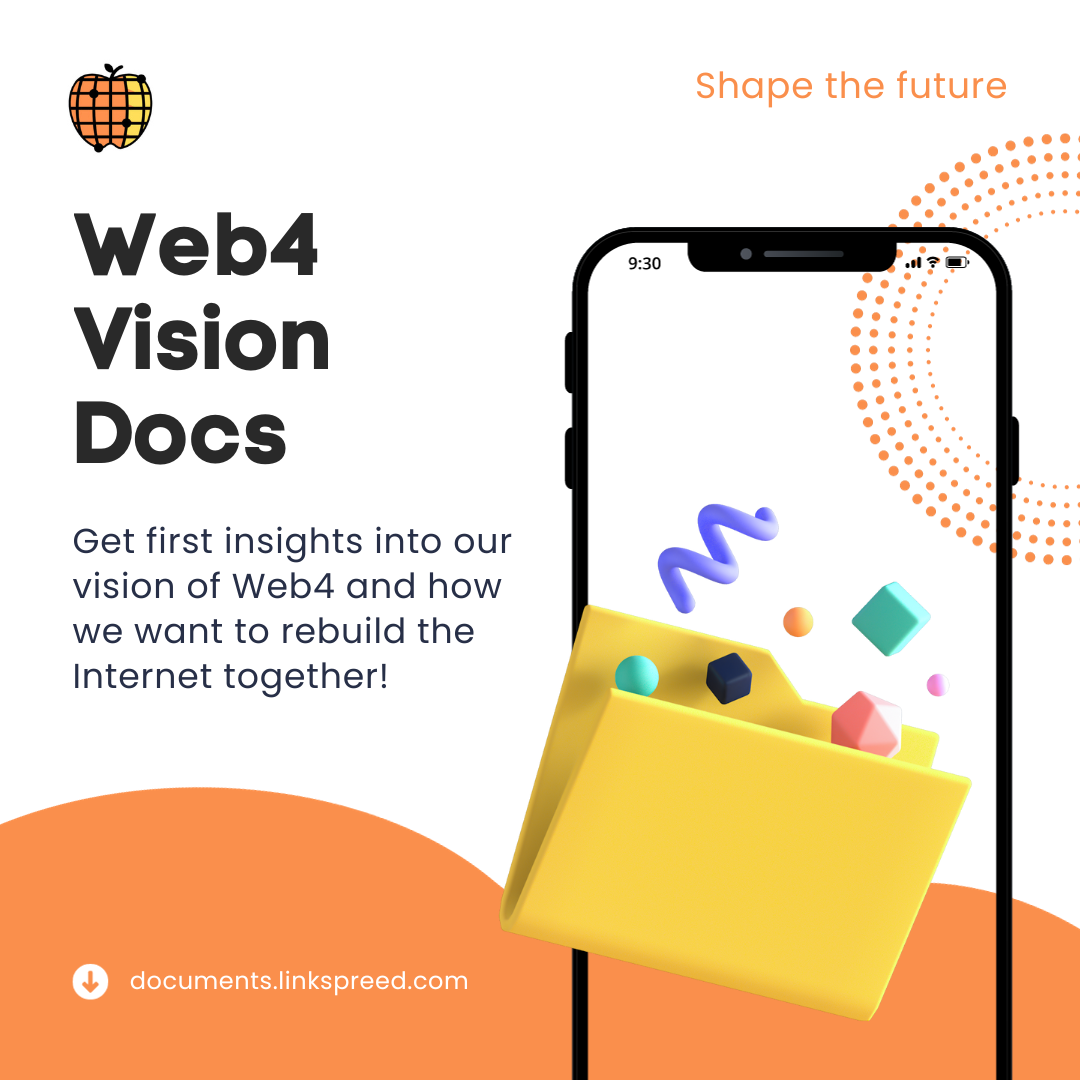 Shape the future
Web4
Vision
Docs
9:30
Get first insights into our
vision of Web4 and how
we want to rebuild the
Internet together!
documents.linkspreed.com